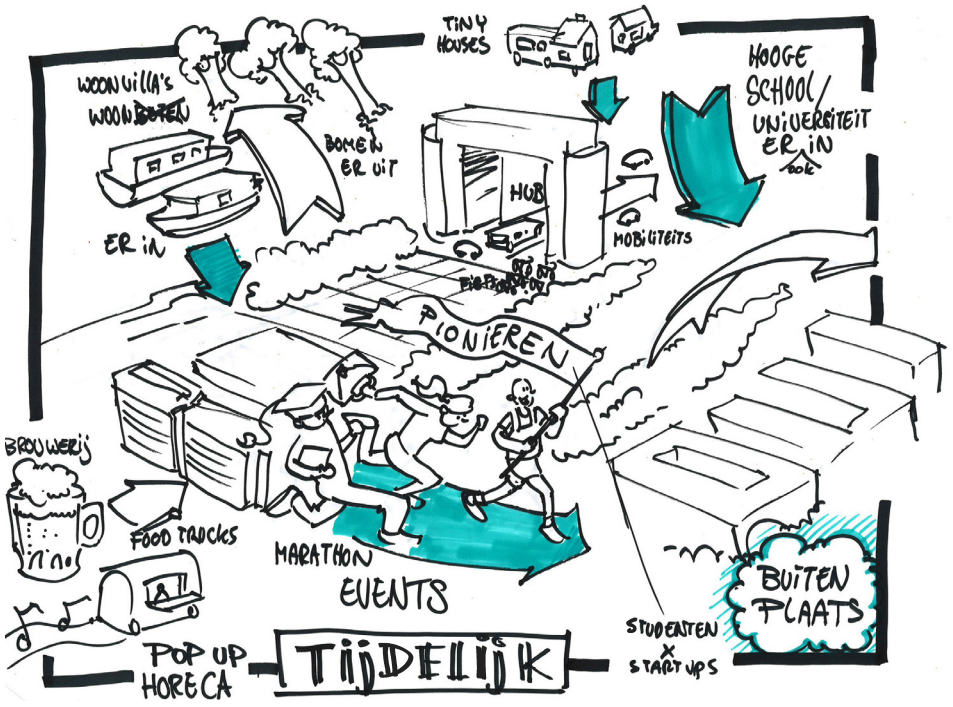 TINY
HOUSES
WOONVILLA'S
WOONBOTEN
ER IN
BOMEN
ER UIT
HOOGE
SCHOOL/
UNIVERSITEIT
ER IN
ook
HUB
MOBILITEITS
PIONIEREN
BROUWERIJ
FOOD TRUCKS
MARATHON
EVENTS
POP UP
HORECA
TIJDELIJK
STUDENTEN
X
START UPS
BUITEN
PLAATS